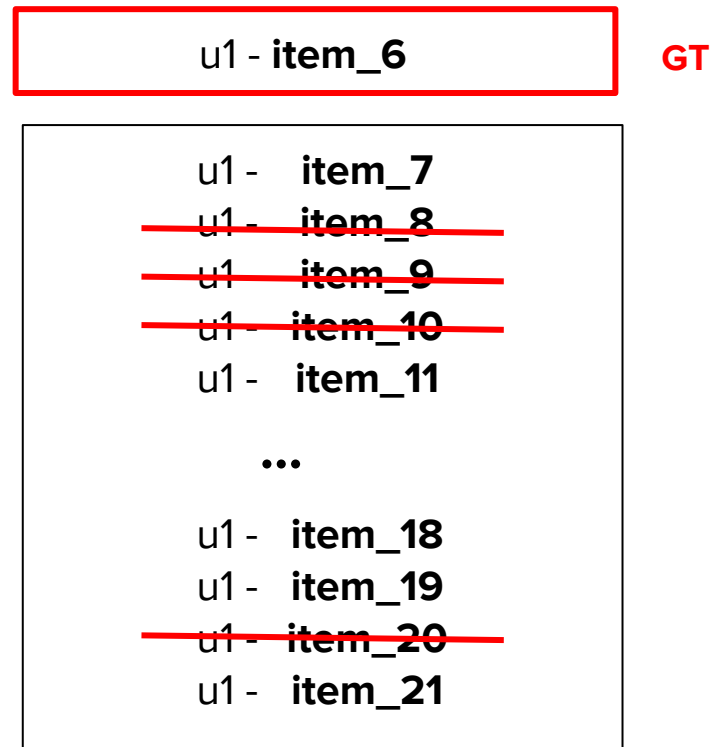 u1 - item_6 GT
u1 - item_7
u1 - item_8
u1 - item_9
u1 - item_10
u1 - item_11
...
u1 - item_18
u1 - item_19
u1 - item_20
u1 - item_21